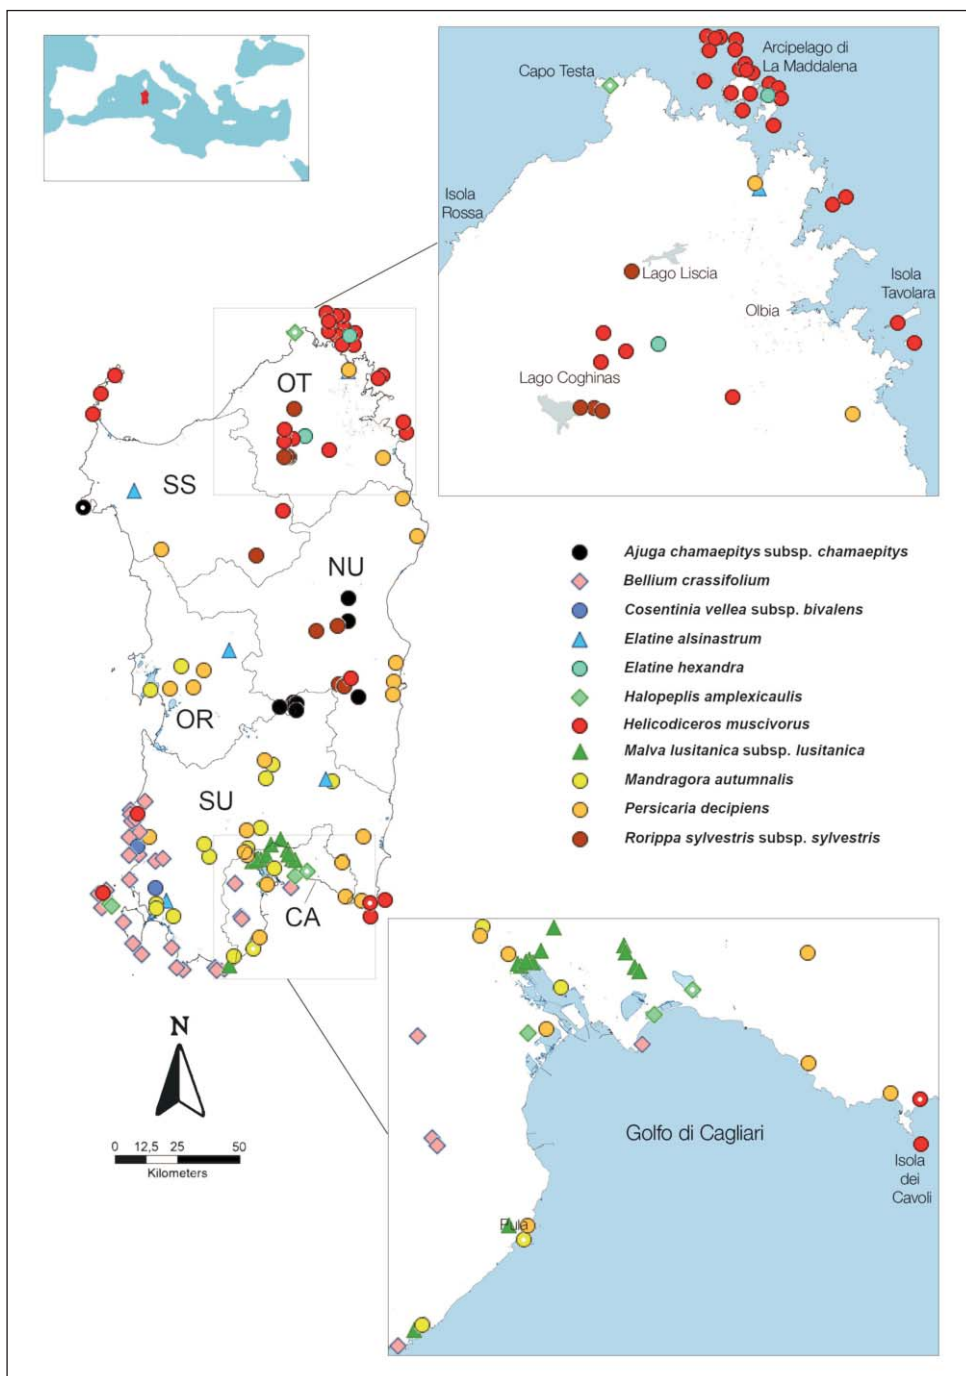 Capo Testa
Arcipelago di
La Maddalena
Isola
Rossa
Lago Liscia
Isola
Tavolara
Olbia
Lago Coghinas
OT
SS
NU
OR
SU
CA
Ajuga chamaepitys subsp. chamaepitys
Bellium crassifolium
Cosentinia vellea subsp. bivalens
Elatine alsinastrum
Elatine hexandra
Halopeplis amplexicaulis
Helicodiceros muscivorus
Malva lusitanica subsp. lusitanica
Mandragora autumnalis
Persicaria decipiens
Rorippa sylvestris subsp. sylvestris
N
0 12,5 25 50
Kilometers
Golfo di Cagliari
Isola
dei
Cavoli
Pula